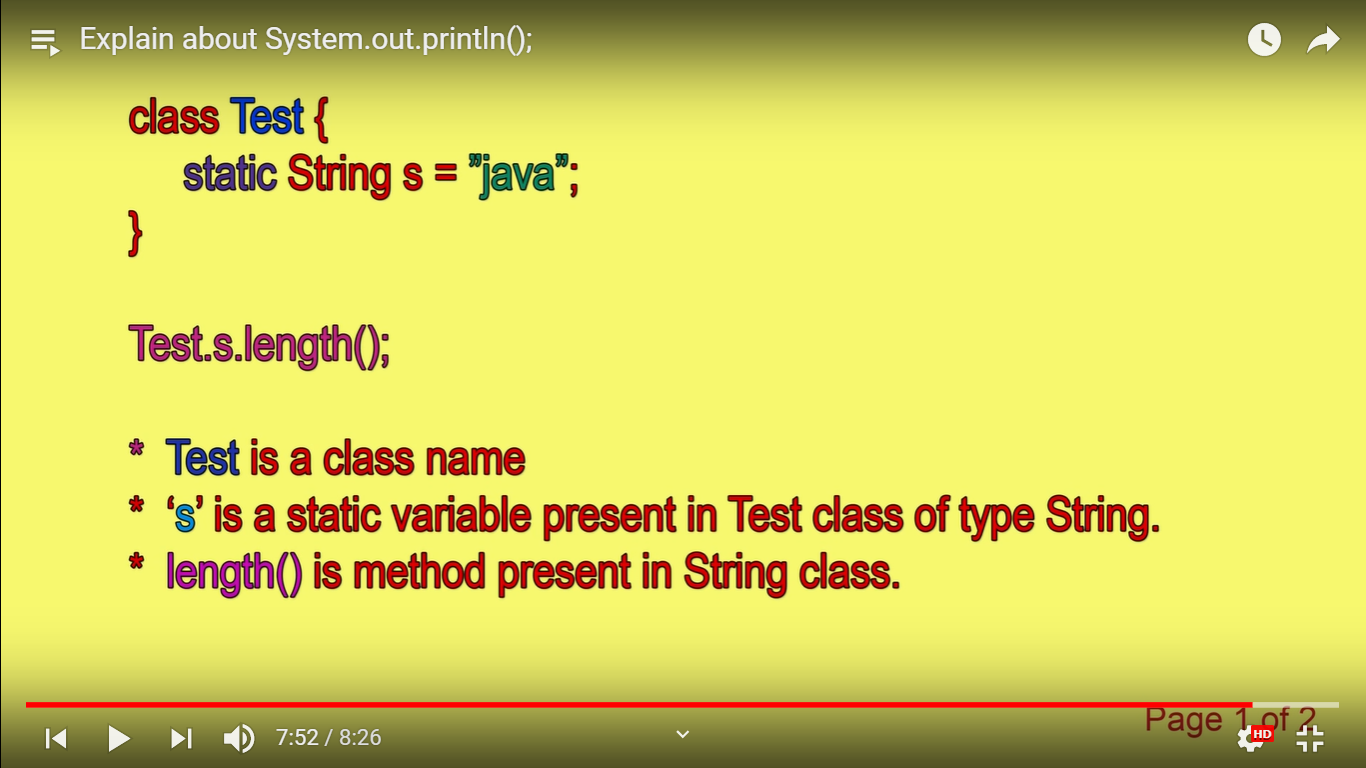 Explain about System.out.println();
class Test {
static String s = ”java”;
}
Test.s.length();
* Test is a class name
* ‘s’ is a static variable present in Test class of type String.
* length() is method present in String class.
Page 1 of 2
7:52 / 8:26
HD